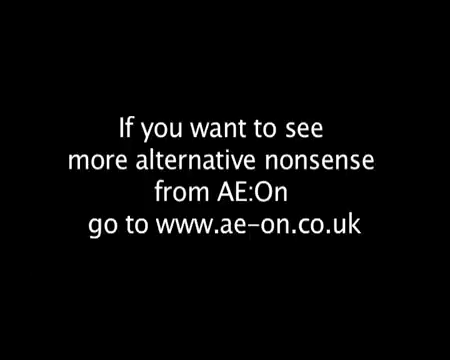 If you want to see
more alternative nonsense
from AE:On
go to www.ae-on.co.uk